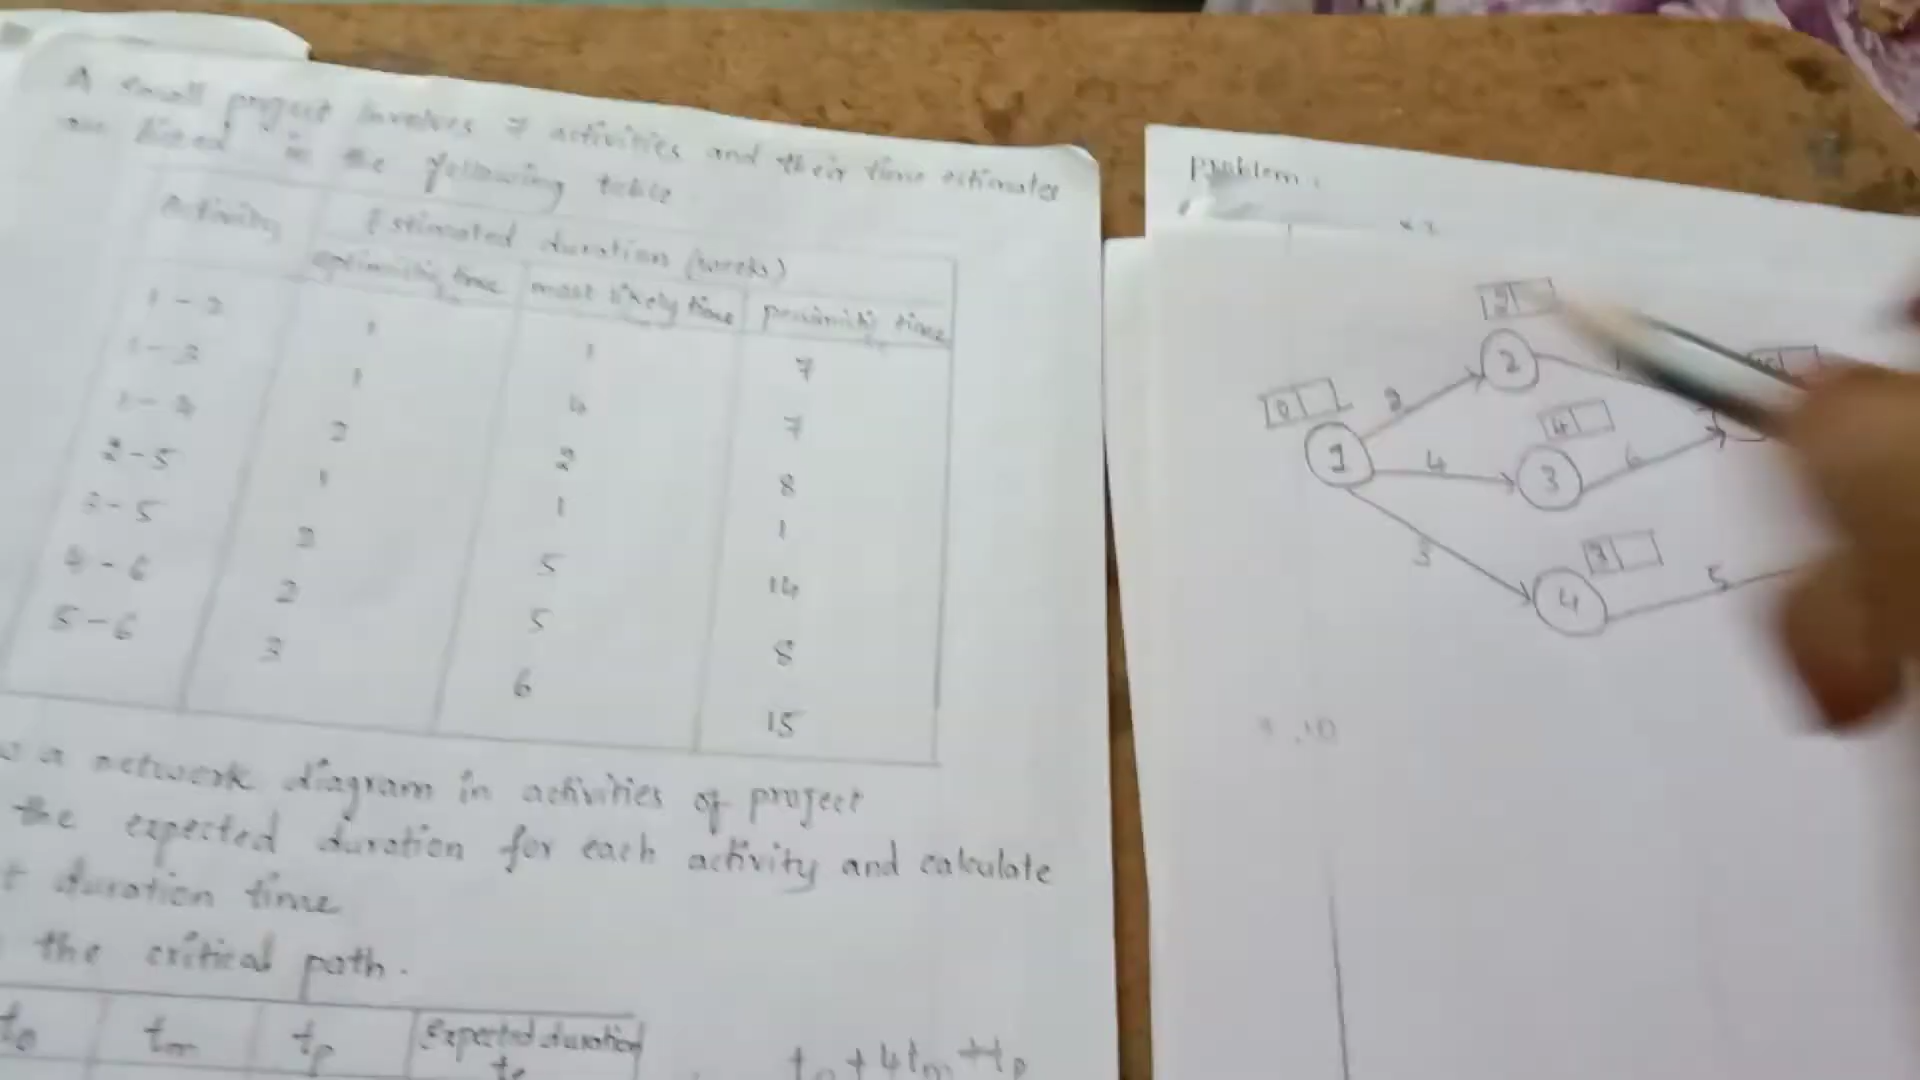 A small project involves 7 activities and their time estimates
are listed in the following table
Activity
Estimated duration (weeks)
optimistic time most likely time pessimistic time
1-2 1 1 7
1-3 1 4 7
1-4 2 2 8
2-5 1 1 1
3-5 2 5 14
4-6 2 5 8
5-6 3 6 15
a network diagram in activities of project
the expected duration for each activity and calculate
duration time
the critical path.
to tm tp Expected duration
te
to+4tm+tp
problem:
2
0 2 2
4
1 4 3 6
3 3
4 5